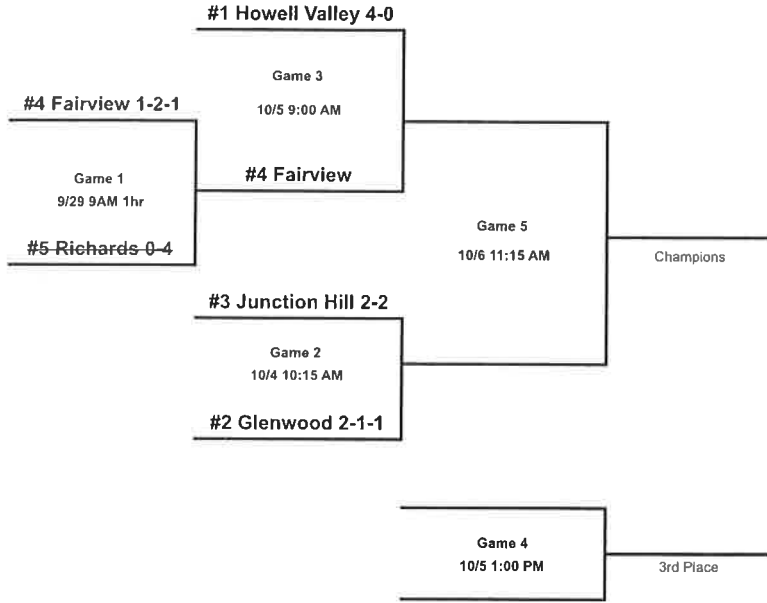 #1 Howell Valley 4-0
Game 3
10/5 9:00 AM
#4 Fairview 1-2-1
Game 1
9/29 9AM 1hr
#4 Fairview
#5 Richards 0-4
Game 5
10/6 11:15 AM
Champions
#3 Junction Hill 2-2
Game 2
10/4 10:15 AM
#2 Glenwood 2-1-1
Game 4
10/5 1:00 PM
3rd Place